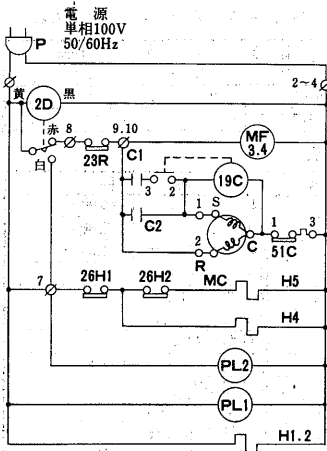 電 源
P 単相100V
50/60Hz
2~4
黄 2D 黒
赤 8 9.10 MF
3.4
白 23R C1
3 2 19C
1 S
C2 C 1 3
2 51C
R
7 26H1 26H2 MC H5
H4
PL2
PL1
H1.2